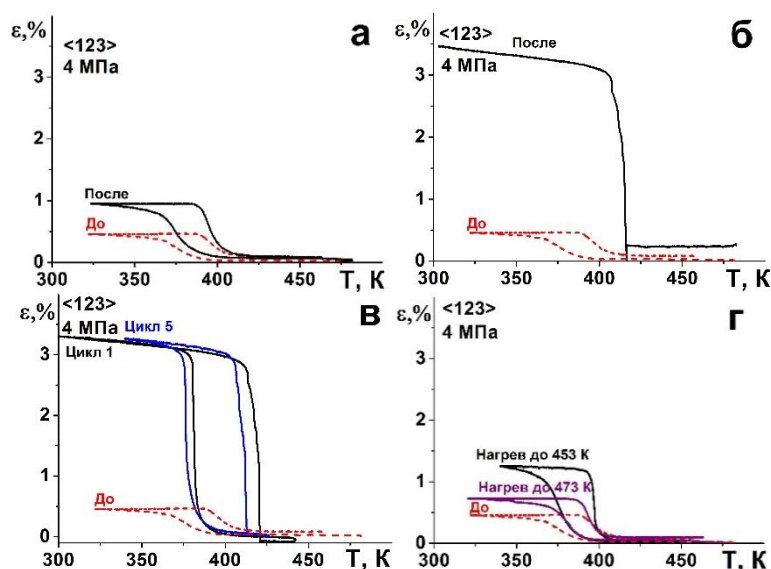 ε,%
а
<123>
4 МПа
3
2
1
После
До
0
300
350
400
450
T, К
ε,%
б
После
<123>
4 МПа
3
2
1
До
0
300
350
400
450
T, К
<123>
ε,%
4 МПа
Цикл 5
в
Цикл 1
3
2
1
До
0
300
350
400
450
T, К
ε,%
<123>
г
4 МПа
3
2
Нагрев до 453 К
1
Нагрев до 473 К
До
0
300
350
400
450
T, К